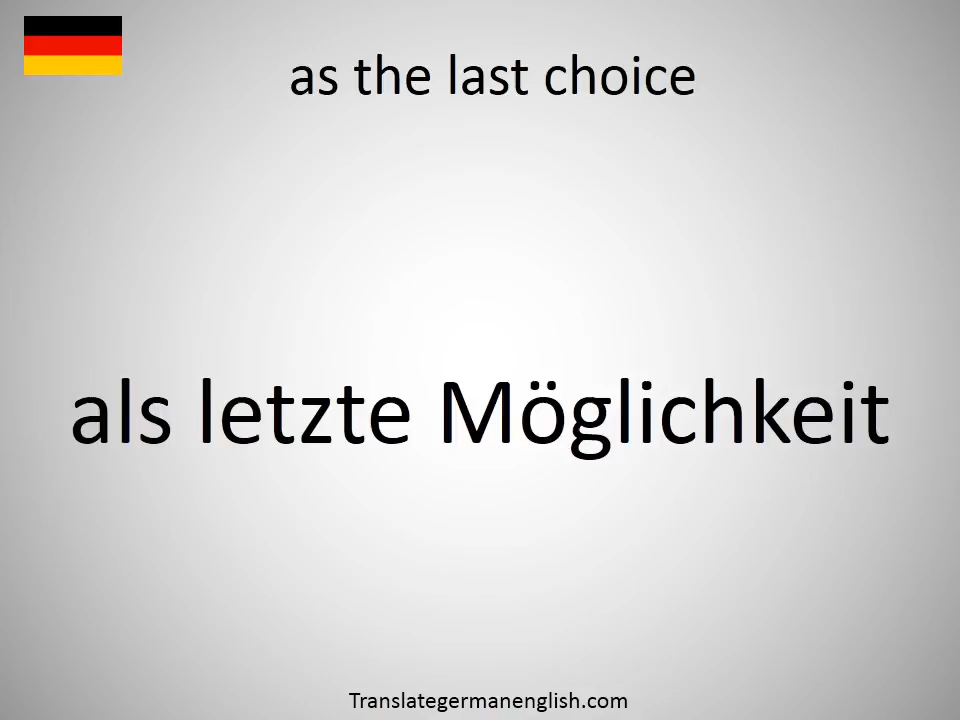 as the last choice
als letzte Möglichkeit
Translategermanenglish.com